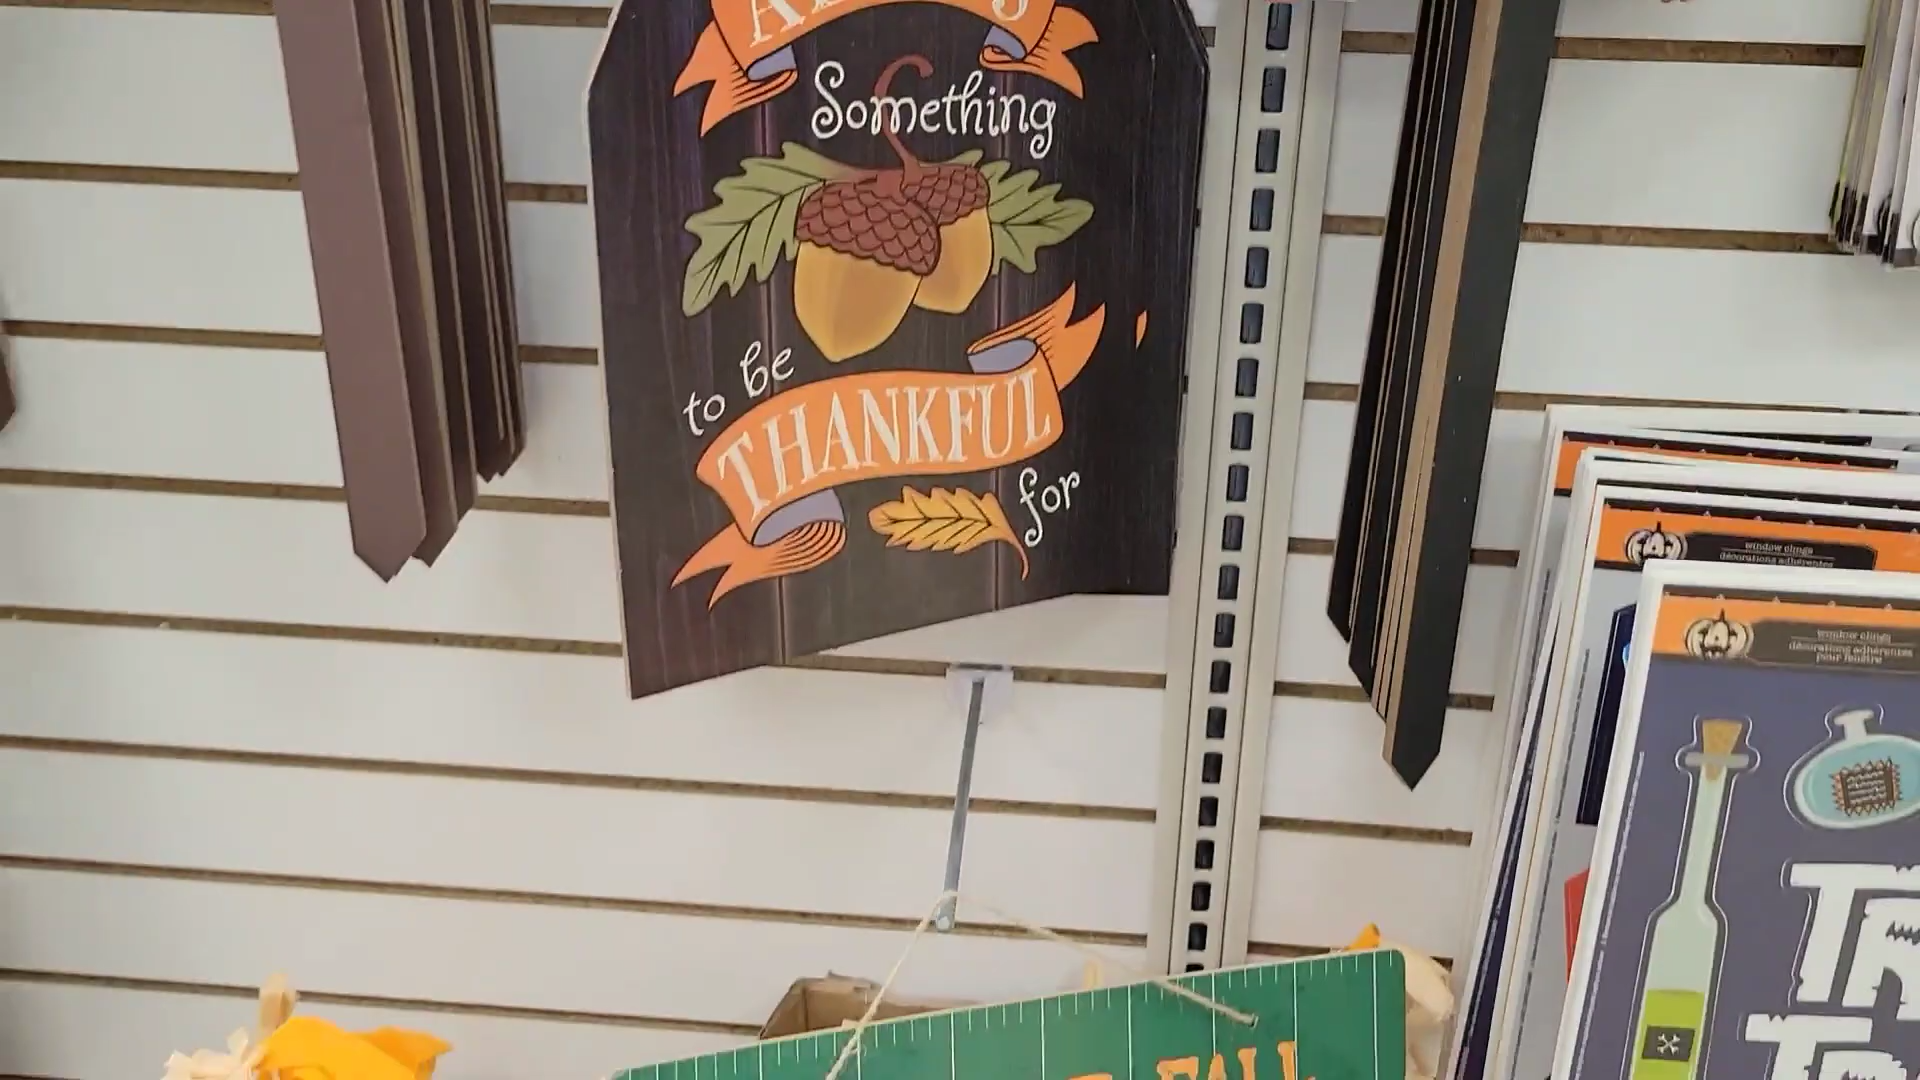 Something
to be
THANKFUL
for
window clings
décorations adhérentes
window clings
décorations adhérentes
pour fenêtre
FALL